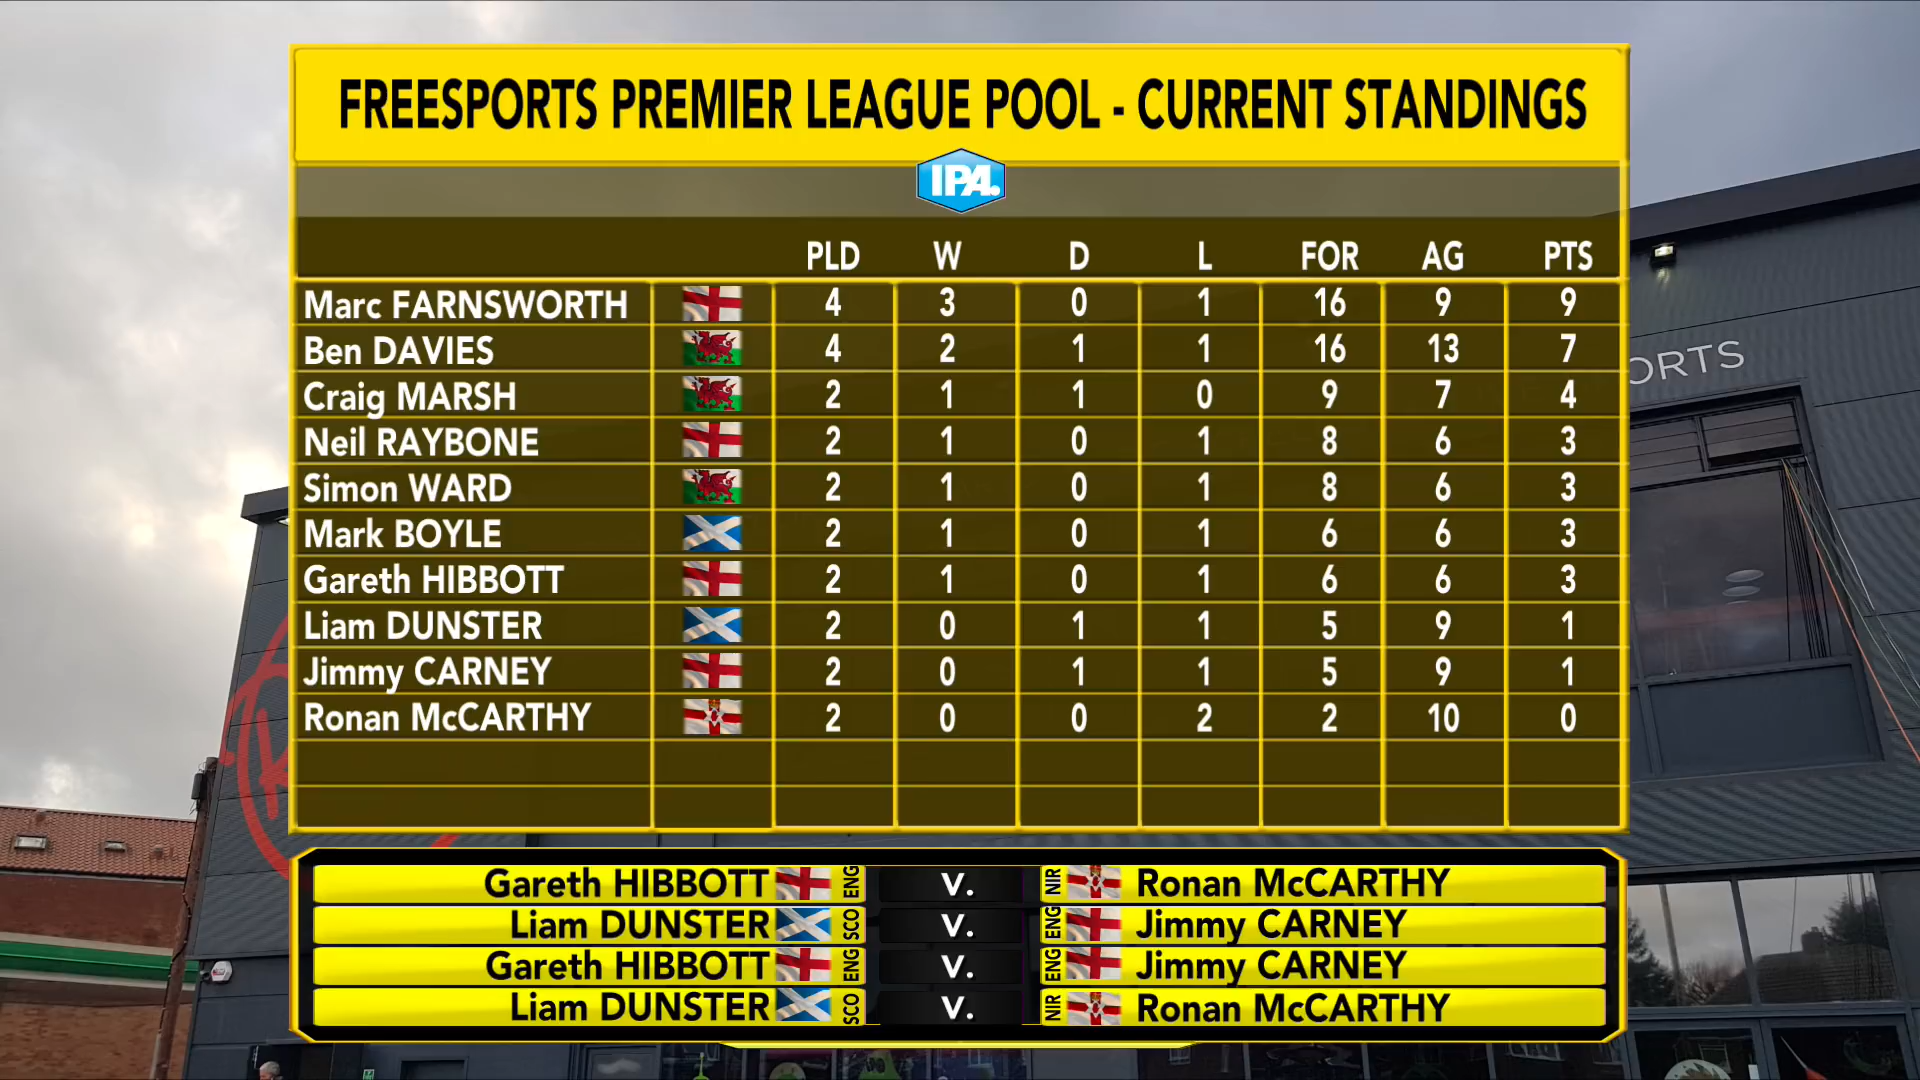 FREESPORTS PREMIER LEAGUE POOL - CURRENT STANDINGS
IPA.
PLD W D L FOR AG PTS
Marc FARNSWORTH 4 3 0 1 16 9 9
Ben DAVIES 4 2 1 1 16 13 7
Craig MARSH 2 1 1 0 9 7 4
Neil RAYBONE 2 1 0 1 8 6 3
Simon WARD 2 1 0 1 8 6 3
Mark BOYLE 2 1 0 1 6 6 3
Gareth HIBBOTT 2 1 0 1 6 6 3
Liam DUNSTER 2 0 1 1 5 9 1
Jimmy CARNEY 2 0 1 1 5 9 1
Ronan McCARTHY 2 0 0 2 2 10 0
ORTS
Gareth HIBBOTT ENG V. NIR Ronan McCARTHY
Liam DUNSTER SCO V. ENG Jimmy CARNEY
Gareth HIBBOTT ENG V. ENG Jimmy CARNEY
Liam DUNSTER SCO V. NIR Ronan McCARTHY